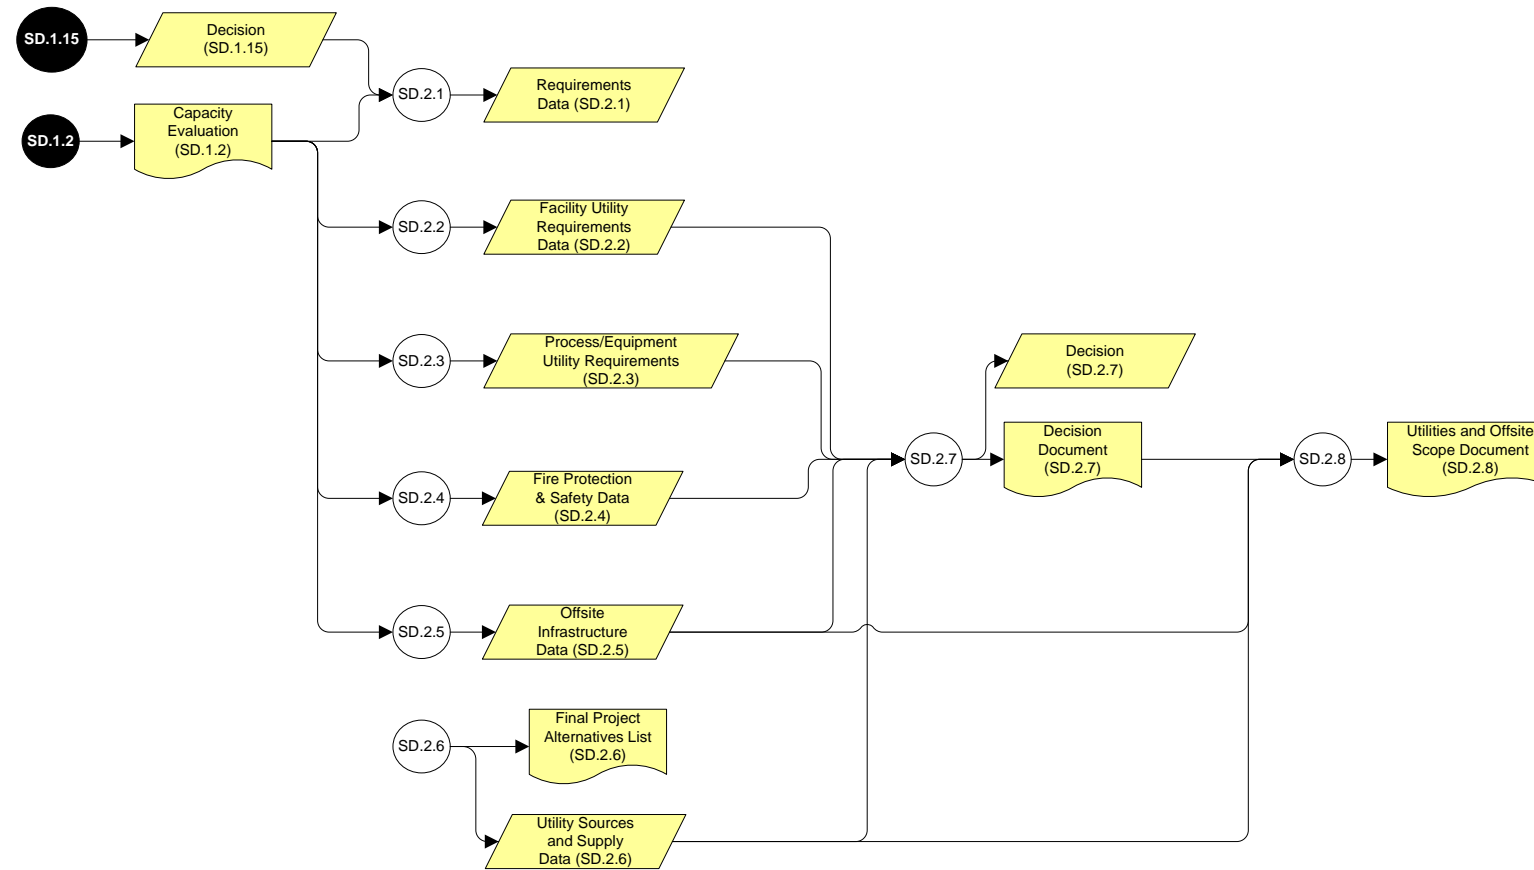 SD.1.15
Decision
(SD.1.15)
SD.2.1
Requirements
Data (SD.2.1)
SD.1.2
Capacity
Evaluation
(SD.1.2)
SD.2.2
Facility Utility
Requirements
Data (SD.2.2)
SD.2.3
Process/Equipment
Utility Requirements
(SD.2.3)
Decision
(SD.2.7)
SD.2.7
Decision
Document
(SD.2.7)
SD.2.8
Utilities and Offsite
Scope Document
(SD.2.8)
SD.2.4
Fire Protection
& Safety Data
(SD.2.4)
SD.2.5
Offsite
Infrastructure
Data (SD.2.5)
SD.2.6
Final Project
Alternatives List
(SD.2.6)
Utility Sources
and Supply
Data (SD.2.6)